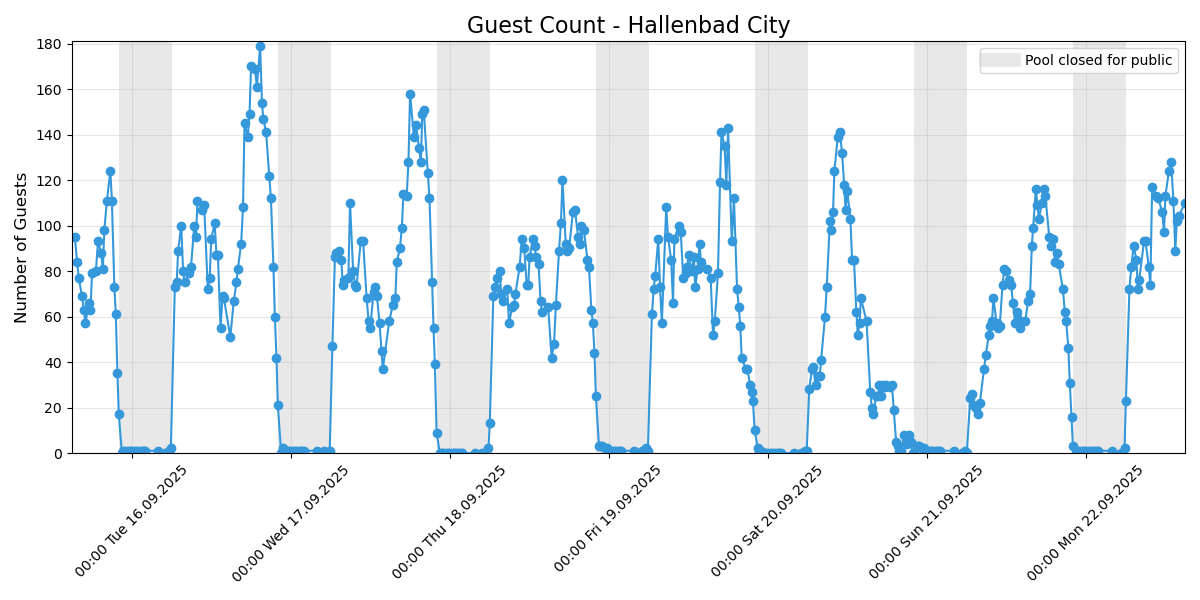 Guest Count - Hallenbad City
Pool closed for public
Number of Guests
180
160
140
120
100
80
60
40
20
0
00:00 Tue 16.09.2025
00:00 Wed 17.09.2025
00:00 Thu 18.09.2025
00:00 Fri 19.09.2025
00:00 Sat 20.09.2025
00:00 Sun 21.09.2025
00:00 Mon 22.09.2025